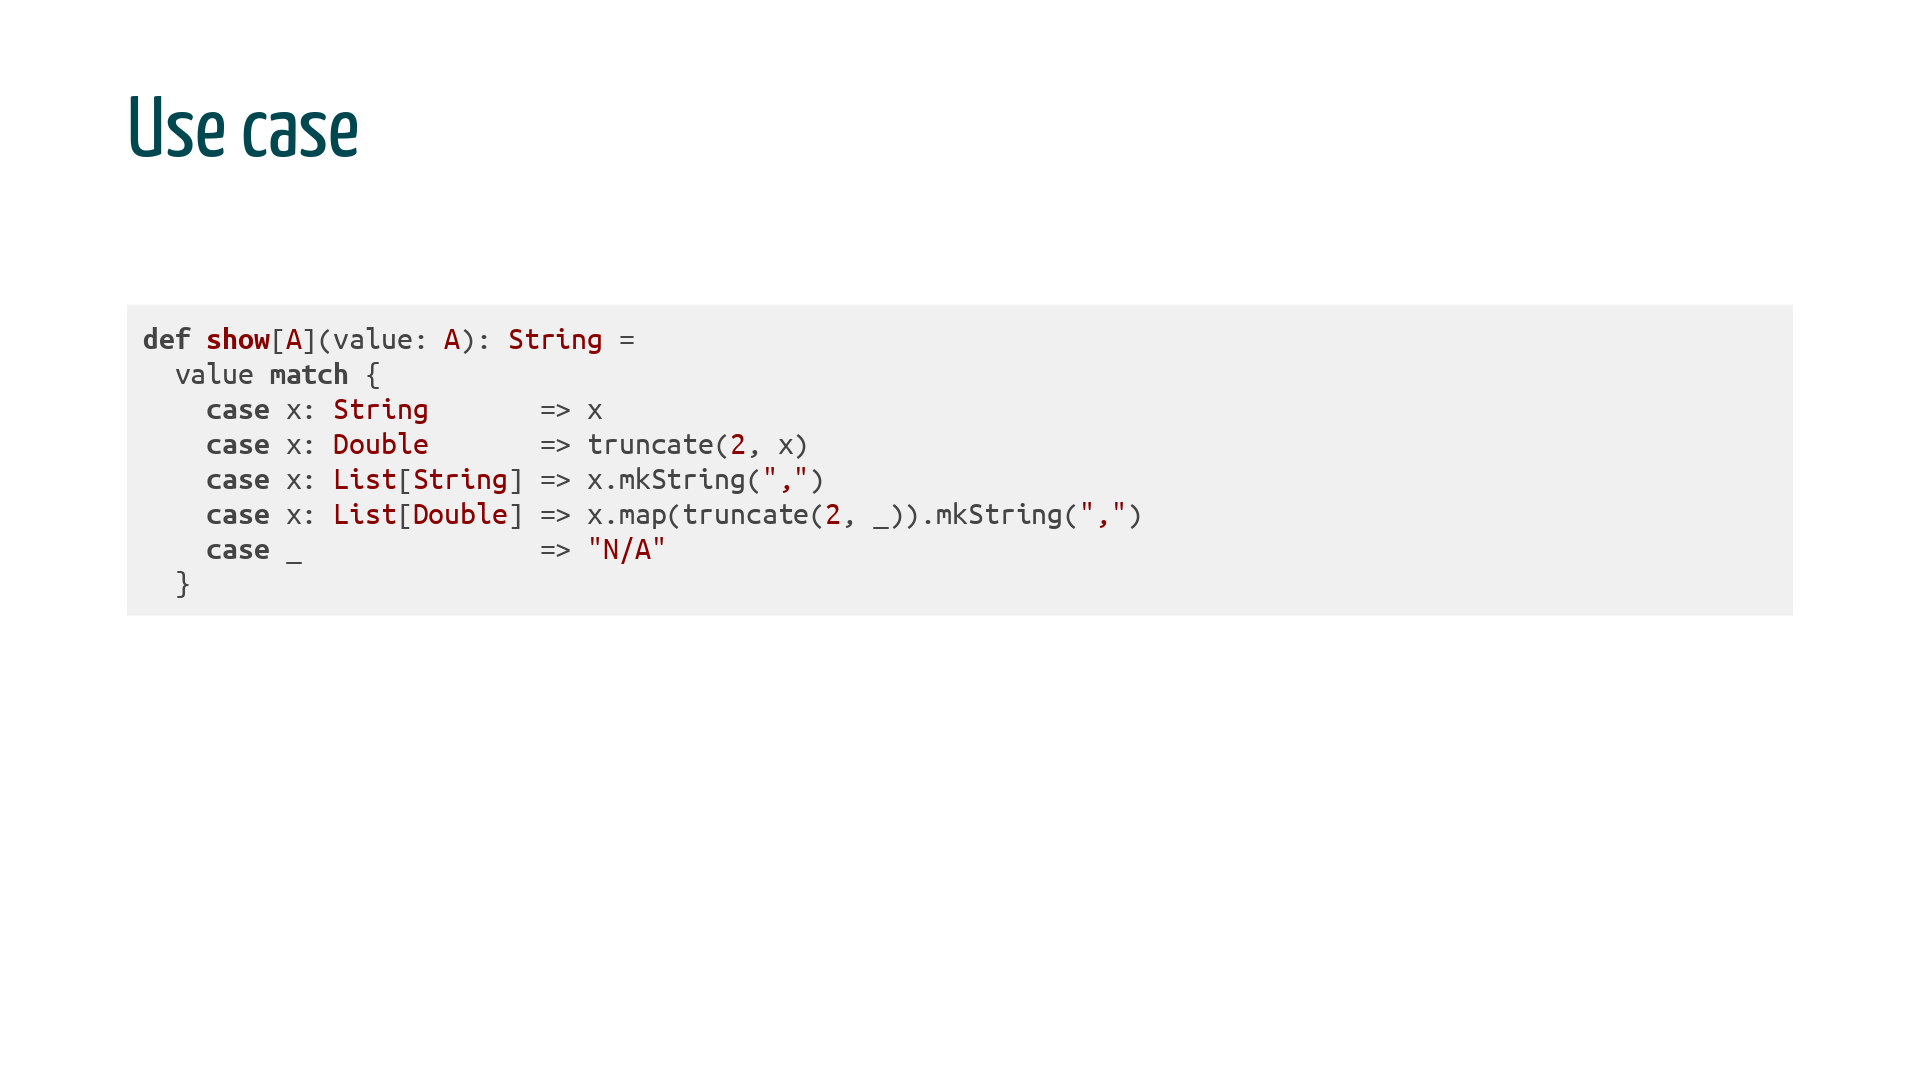 Use case
def show[A](value: A): String =
  value match {
    case x: String       => x
    case x: Double       => truncate(2, x)
    case x: List[String] => x.mkString(",")
    case x: List[Double] => x.map(truncate(2, _)).mkString(",")
    case _               => "N/A"
  }